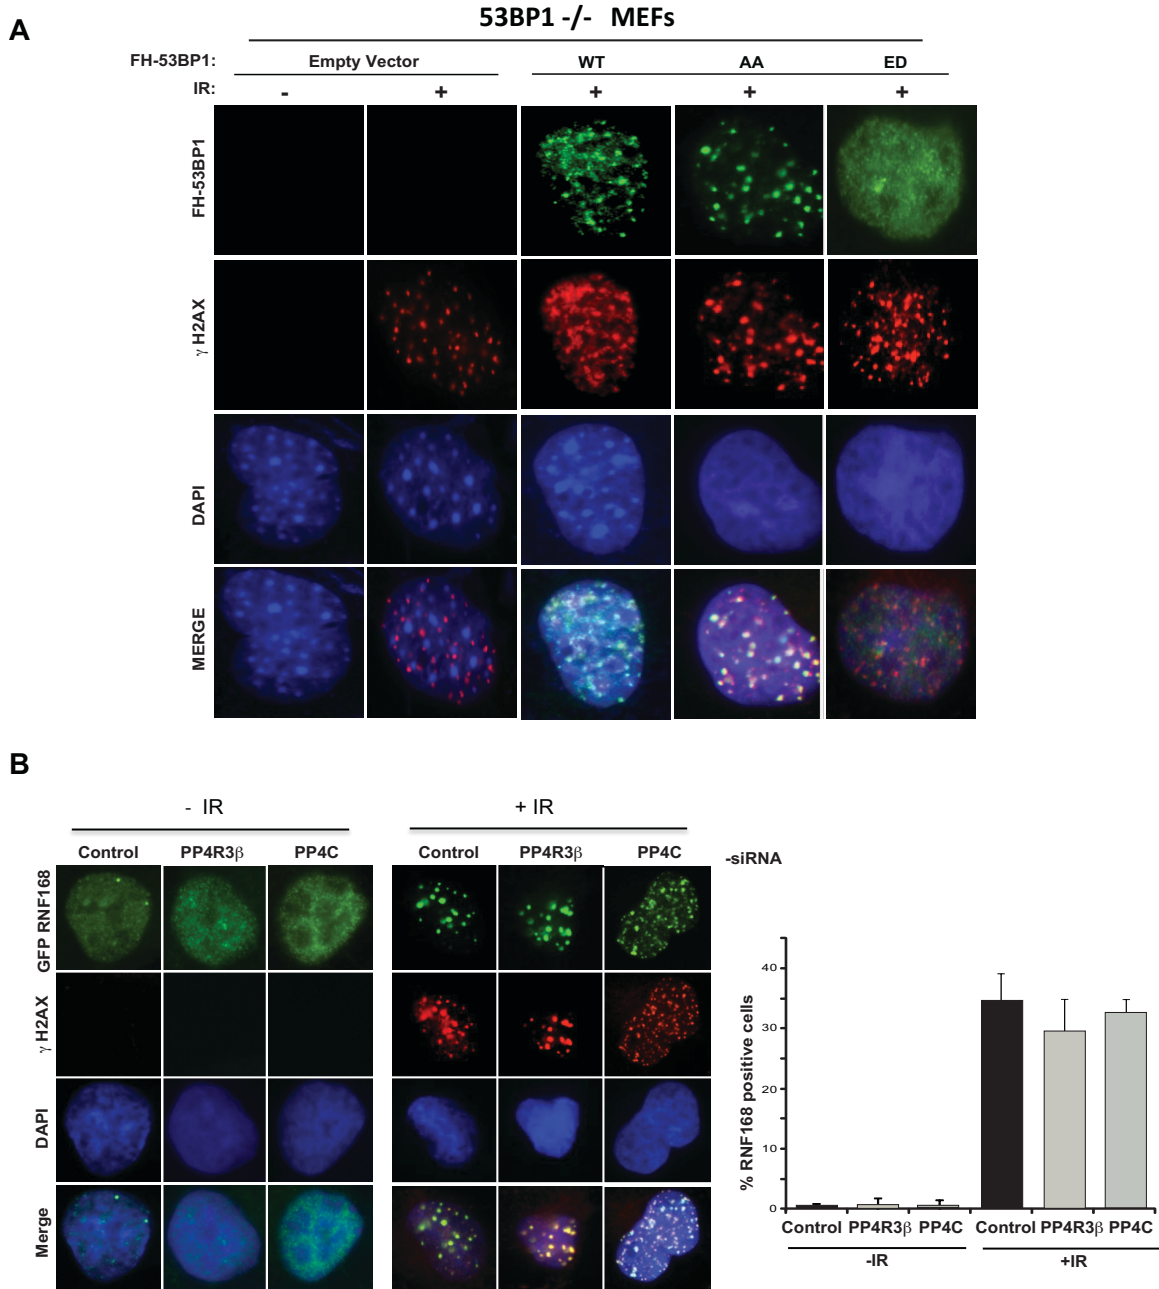 A
53BP1 -/- MEFs
FH-53BP1:
Empty Vector
WT
AA
ED
IR:
-
+
+
+
+
FH-53BP1
γ H2AX
DAPI
MERGE
B
- IR
+ IR
Control
PP4R3β
PP4C
Control
PP4R3β
PP4C
-siRNA
GFP RNF168
γ H2AX
DAPI
Merge
% RNF168 positive cells
40
30
20
10
0
Control
PP4R3β
PP4C
Control
PP4R3β
PP4C
-IR
+IR